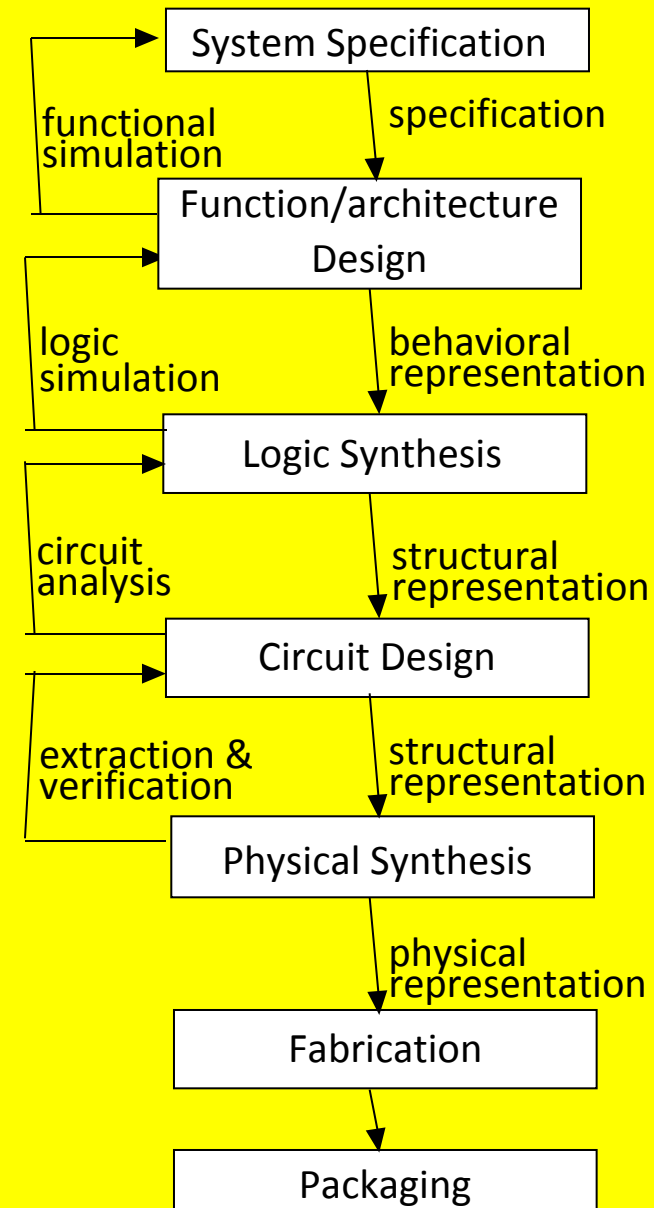 System Specification
functional
simulation
specification
Function/architecture
Design
logic
simulation
behavioral
representation
Logic Synthesis
circuit
analysis
structural
representation
Circuit Design
extraction &
verification
structural
representation
Physical Synthesis
physical
representation
Fabrication
Packaging